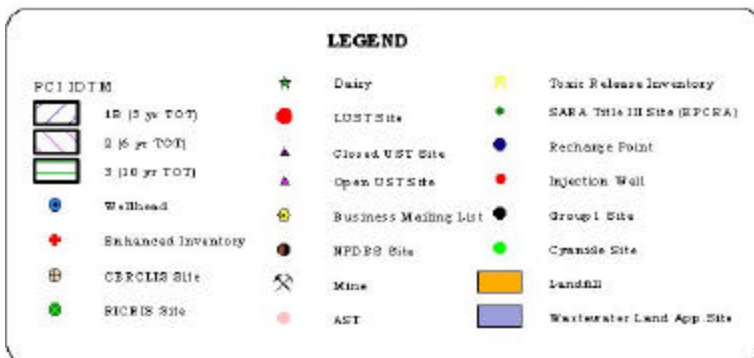 LEGEND
PCI IDTM
1B (3 yr TOT)
2 (6 yr TOT)
3 (10 yr TOT)
Wellhead
Enhanced Inventory
CERCLIS Site
RICRIS Site
Dairy
LUST Site
Closed UST Site
Open UST Site
Business Mailing List
NPDES Site
Mine
AST
Toxic Release Inventory
SARA Title III Site (EPCRA)
Recharge Point
Injection Well
Group 1 Site
Cyanide Site
Landfill
Wastewater Land App. Site